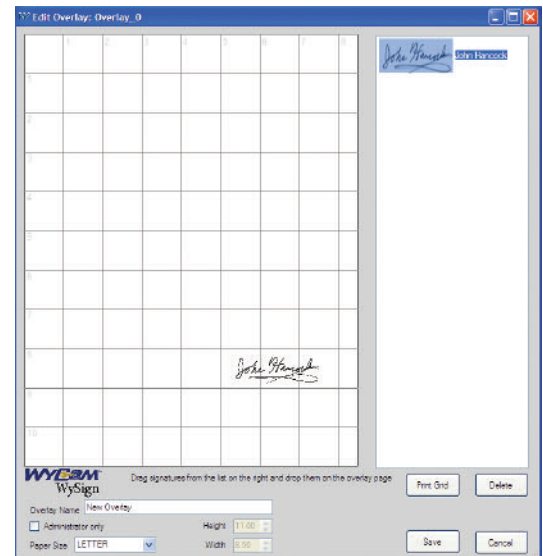 Edit Overlay: Overlay_0
1 2 3 4 5 6 7 8
1
2
3
4
5
6
7
8
9
10
John Hancock
John Hancock John Hancock
WYCOM
WySign
Drag signatures from the list on the right and drop them on the overlay page
Print Grid
Delete
Overlay Name New Overlay
Administrator only
Height 11.00
Paper Size LETTER
Width 8.50
Save
Cancel